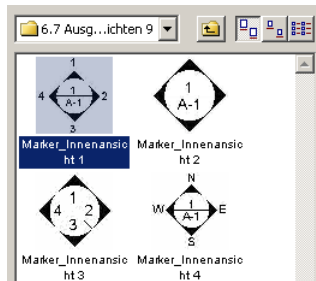 6.7 Ausg...ichten 9
1
4 1 2
A-1
3
1
A-1
Marker_Innenansic
ht 1
Marker_Innenansic
ht 2
1
4 2
3
N
W 1 E
A-1
S
Marker_Innenansic
ht 3
Marker_Innenansic
ht 4